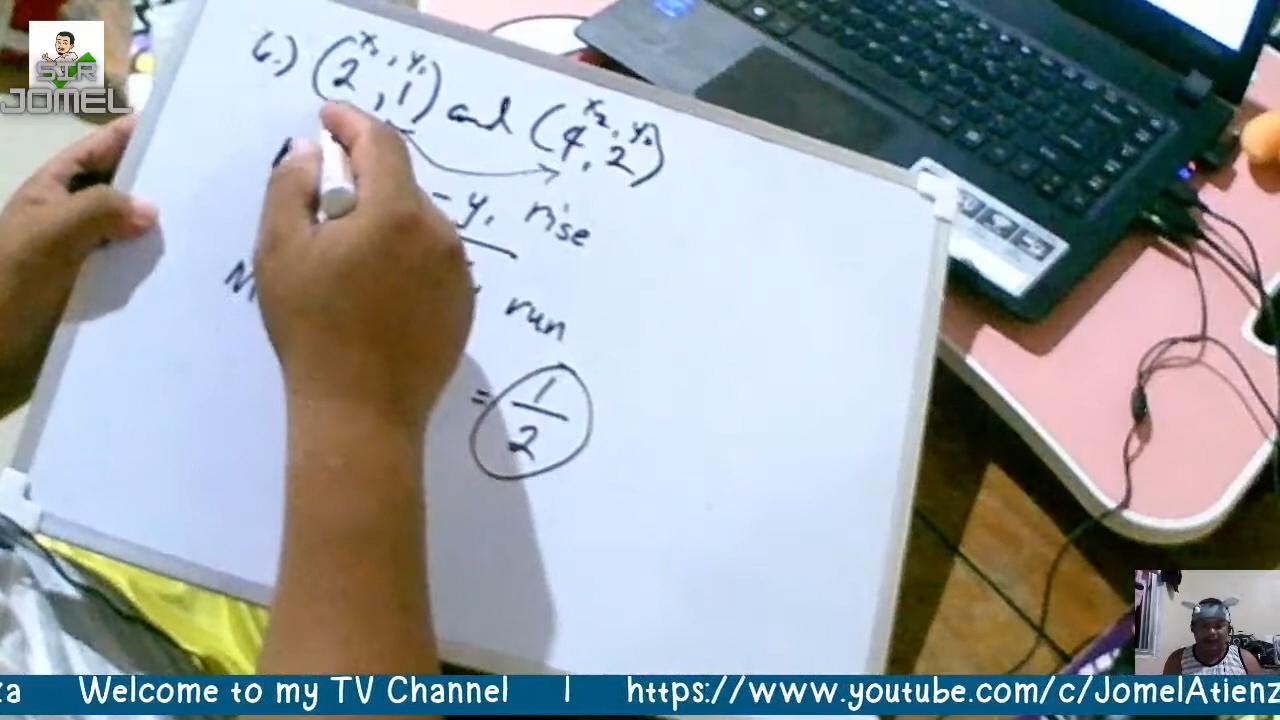 SIR
JOMEL
6.) (2, 1) and (4, 2)
x₁, y₁
x₂, y₂
- y₁ rise
run
= 1/2
za Welcome to my TV Channel | https://www.youtube.com/c/JomelAtienz